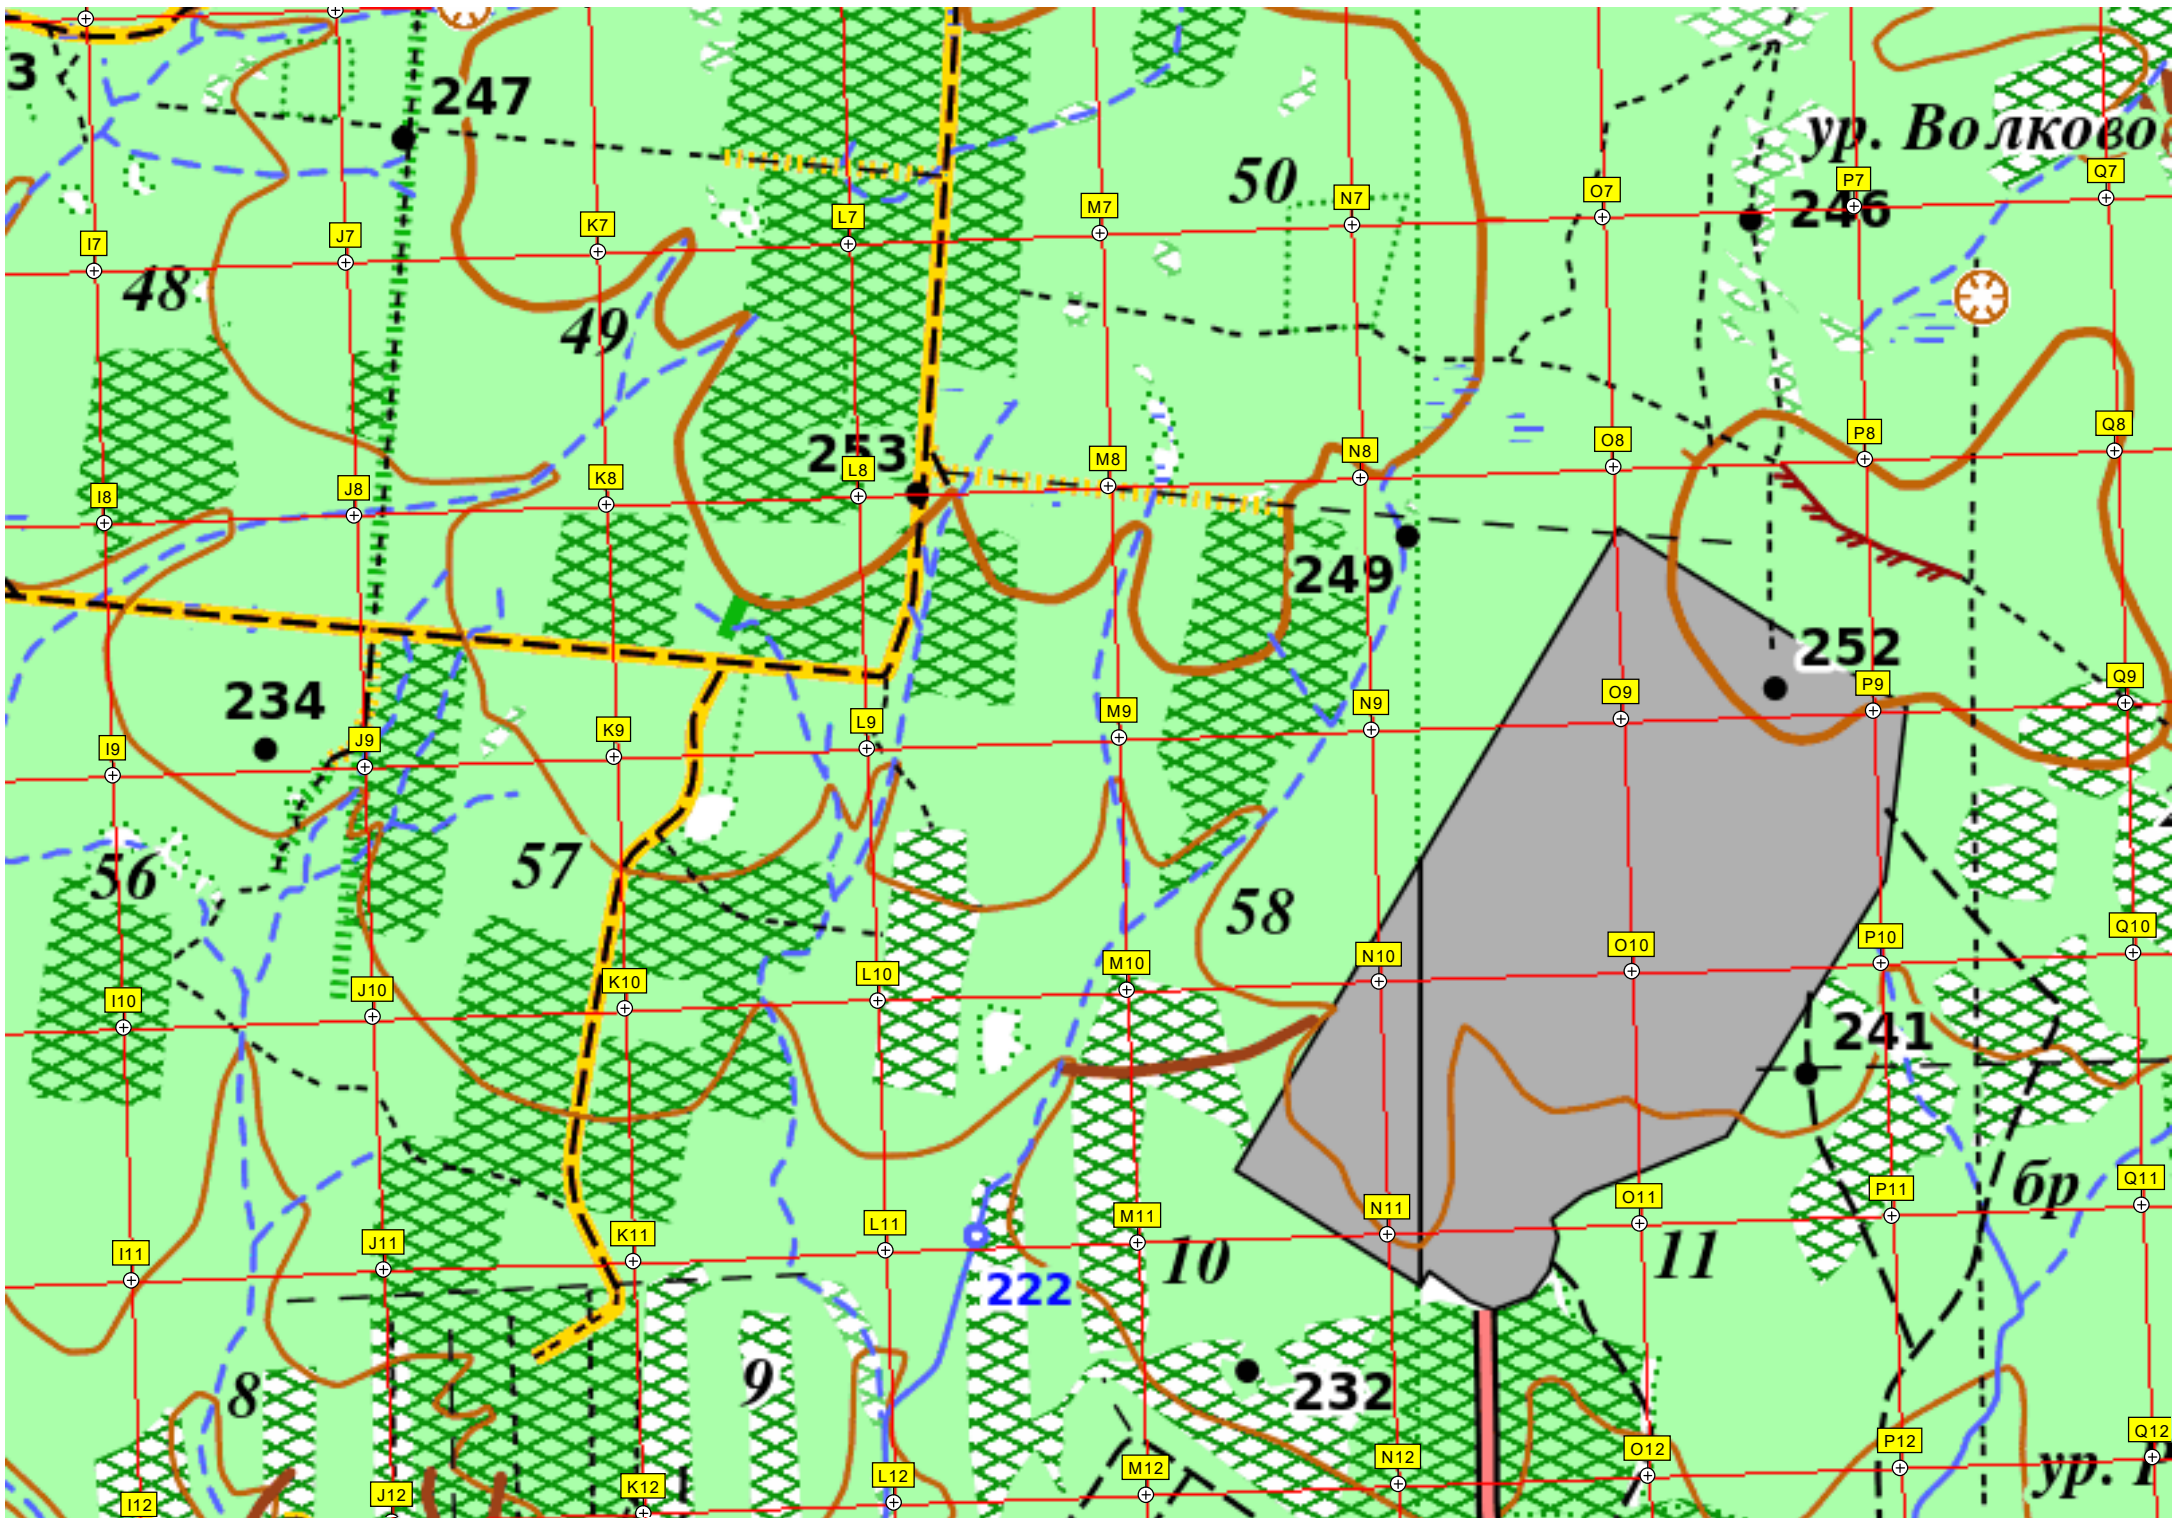 3
247
ур. Волково
50
Q7
P7
O7
N7
M7
246
L7
K7
J7
I7
48
49
Q8
P8
O8
N8
253
M8
L8
K8
J8
I8
249
252
Q9
P9
234
O9
N9
M9
L9
K9
J9
I9
56
57
58
Q10
P10
O10
N10
M10
L10
K10
J10
I10
241
бр
Q11
P11
O11
N11
M11
L11
K11
J11
I11
10
11
222
8
9
232
Q12
P12
O12
N12
ур.
M12
L12
K12
J12
I12